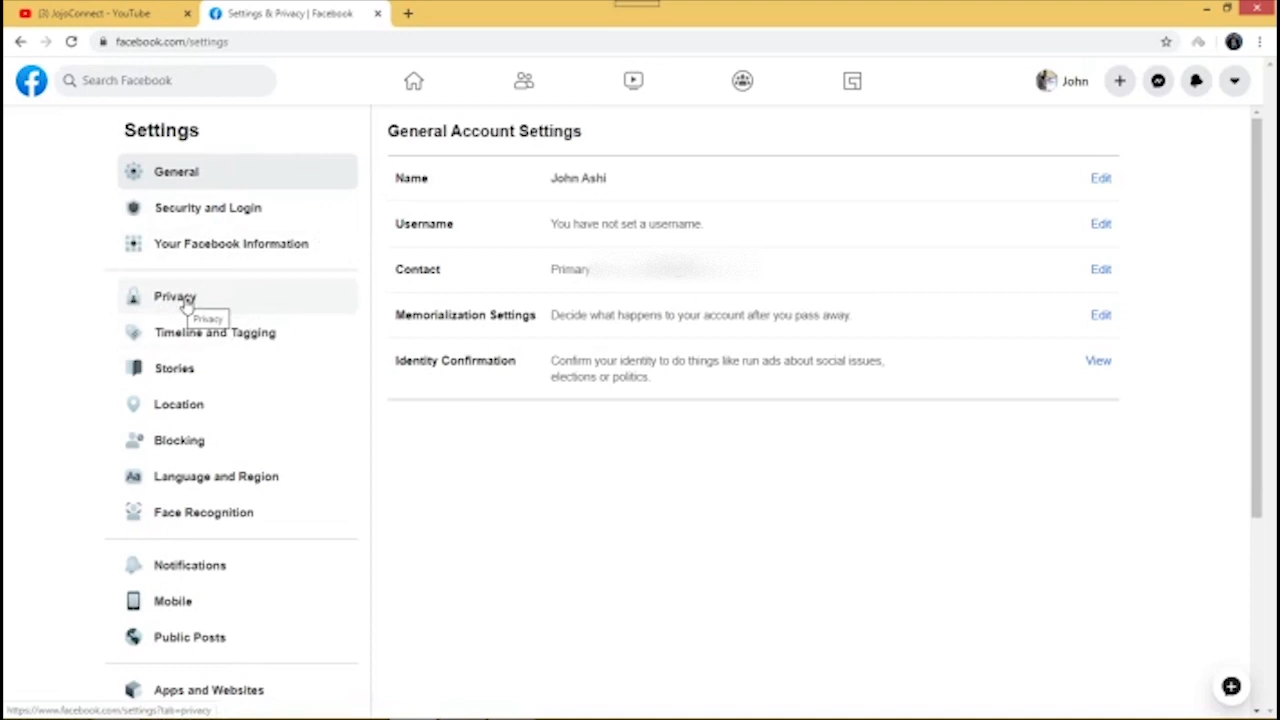 (3) JojoConnect - YouTube
Settings & Privacy | Facebook
facebook.com/settings
Search Facebook
John
Settings
General
Security and Login
Your Facebook Information
Privacy
Privacy
Timeline and Tagging
Stories
Location
Blocking
Aa Language and Region
Face Recognition
Notifications
Mobile
Public Posts
Apps and Websites
General Account Settings
Name John Ashi Edit
Username You have not set a username. Edit
Contact Primary Edit
Memorialization Settings Decide what happens to your account after you pass away. Edit
Identity Confirmation Confirm your identity to do things like run ads about social issues, View
elections or politics.
https://www.facebook.com/settings?tab=privacy